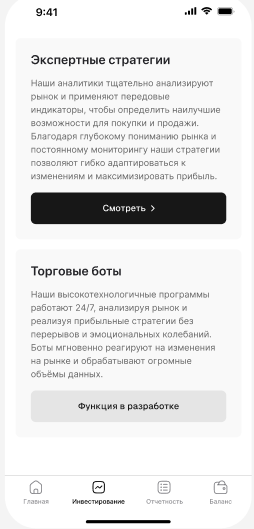 9:41
Экспертные стратегии
Наши аналитики тщательно анализируют
рынок и применяют передовые
индикаторы, чтобы определить наилучшие
возможности для покупки и продажи.
Благодаря глубокому пониманию рынка и
постоянному мониторингу наши стратегии
позволяют гибко адаптироваться к
изменениям и максимизировать прибыль.
Смотреть
Торговые боты
Наши высокотехнологичные программы
работают 24/7, анализируя рынок и
реализуя прибыльные стратегии без
перерывов и эмоциональных колебаний.
Боты мгновенно реагируют на изменения
на рынке и обрабатывают огромные
объёмы данных.
Функция в разработке
Главная
Инвестирование
Отчетность
Баланс